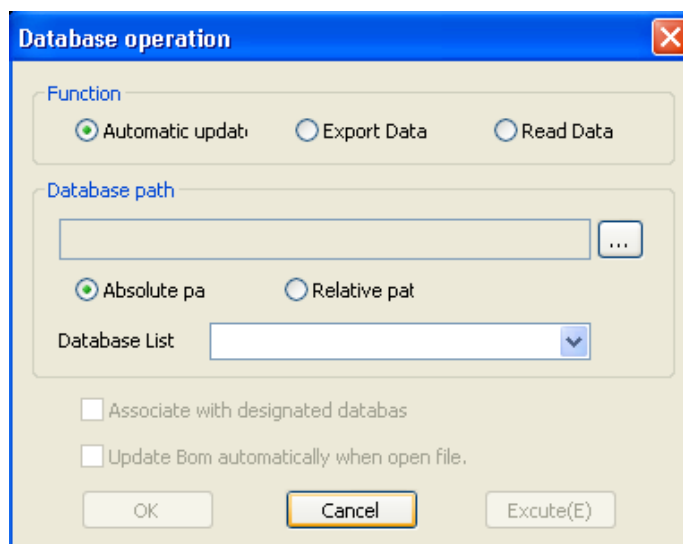 Database operation
Function
Automatic updat
Export Data
Read Data
Database path
...
Absolute pa
Relative pat
Database List
Associate with designated databas
Update Bom automatically when open file.
OK
Cancel
Excute(E)